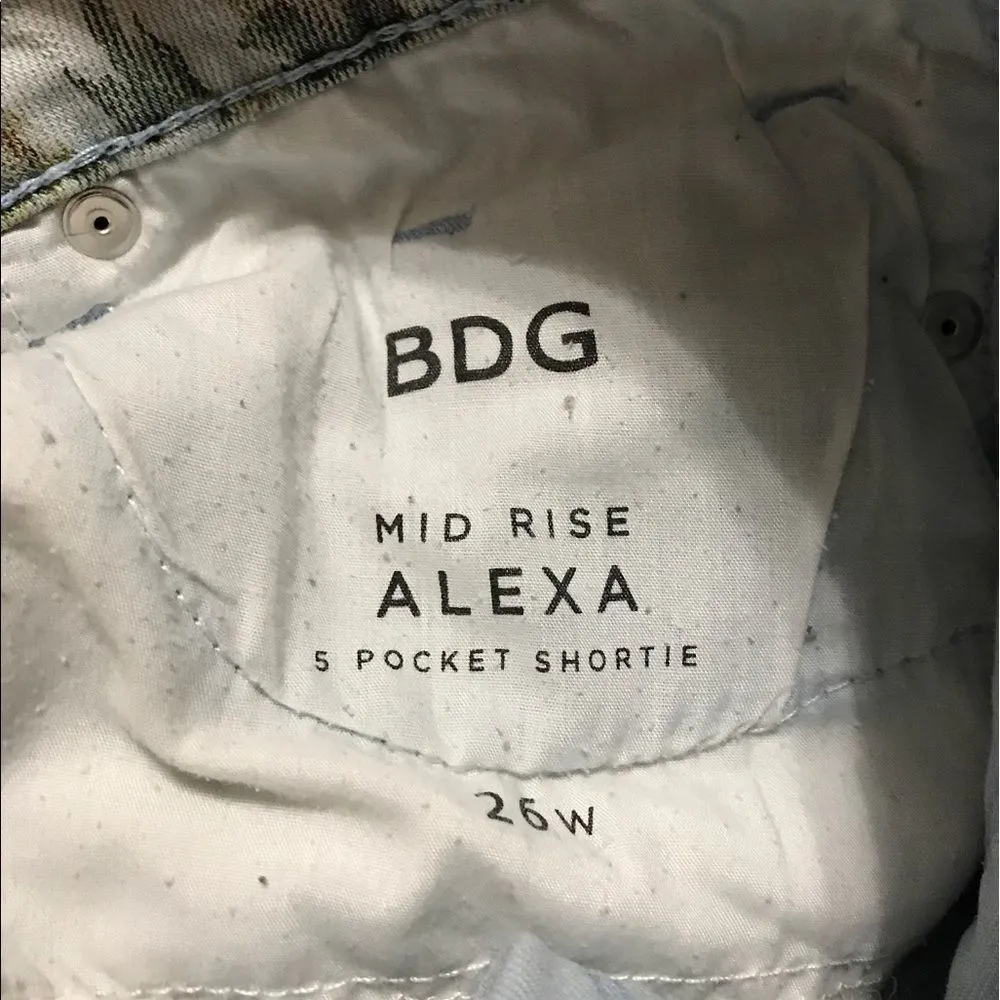 BDG
MID RISE
ALEXA
5 POCKET SHORTIE
26W